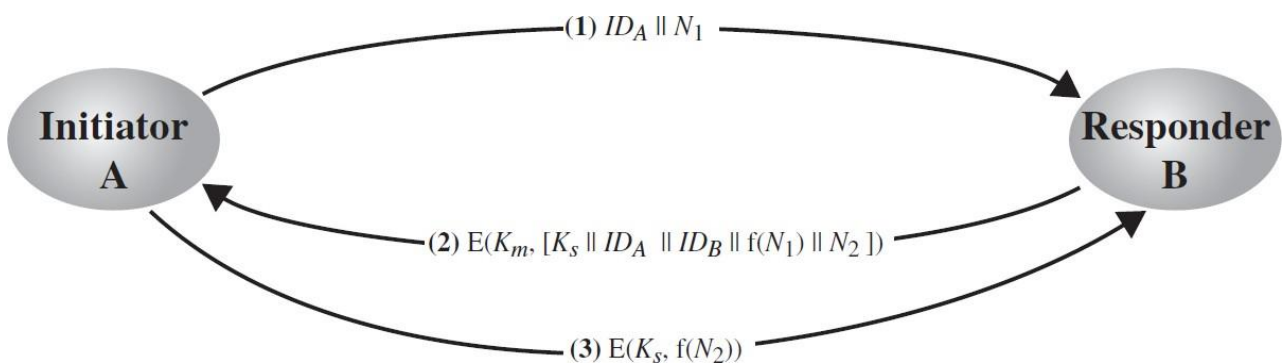 (1) ID_A || N_1
Initiator
A
Responder
B
(2) E(K_m, [K_s || ID_A || ID_B || f(N_1) || N_2 ])
(3) E(K_s, f(N_2))